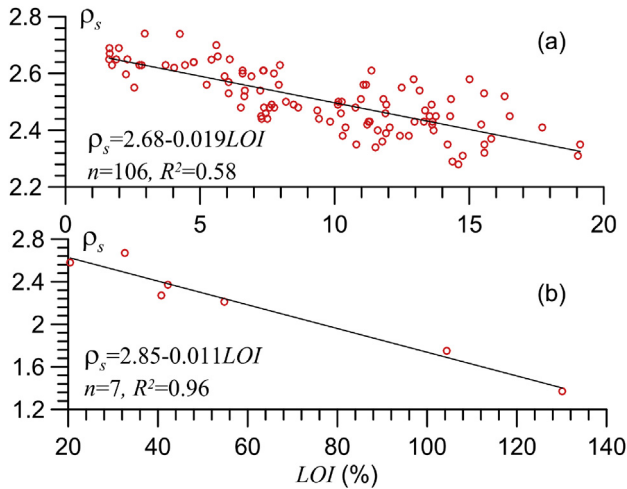 2.8
ρs
(a)
2.6
2.4
ρs=2.68-0.019LOI
n=106, R²=0.58
2.2
0 5 10 15 20
2.8
ρs
(b)
2.4
2
ρs=2.85-0.011LOI
1.6
n=7, R²=0.96
1.2
20 40 60 80 100 120 140
LOI (%)